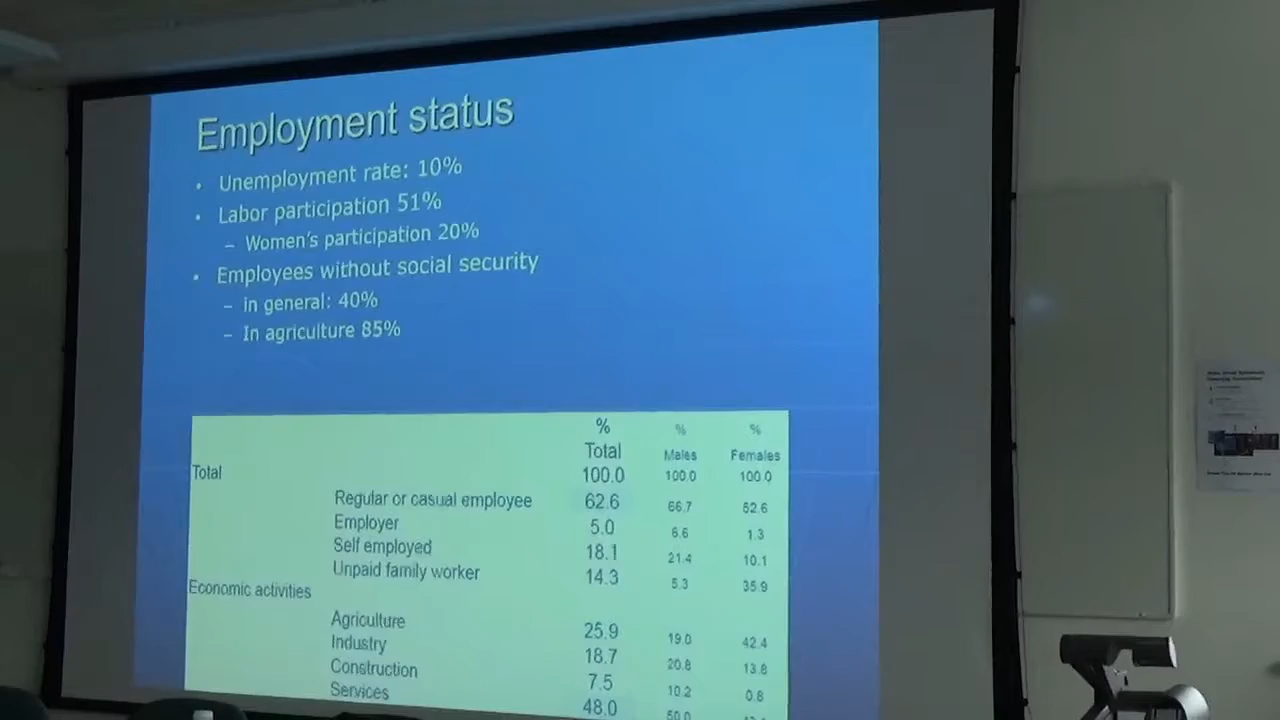 Employment status
• Unemployment rate: 10%
• Labor participation 51%
– Women's participation 20%
• Employees without social security
– in general: 40%
– In agriculture 85%
% % %
Total Males Females
Total 100.0 100.0 100.0
Regular or casual employee 62.6 66.7 52.6
Employer 5.0 6.6 1.3
Self employed 18.1 21.4 10.1
Unpaid family worker 14.3 5.3 35.9
Economic activities
Agriculture 25.9 19.0 42.4
Industry 18.7 20.8 13.8
Construction 7.5 10.2 0.8
Services 48.0 50.0